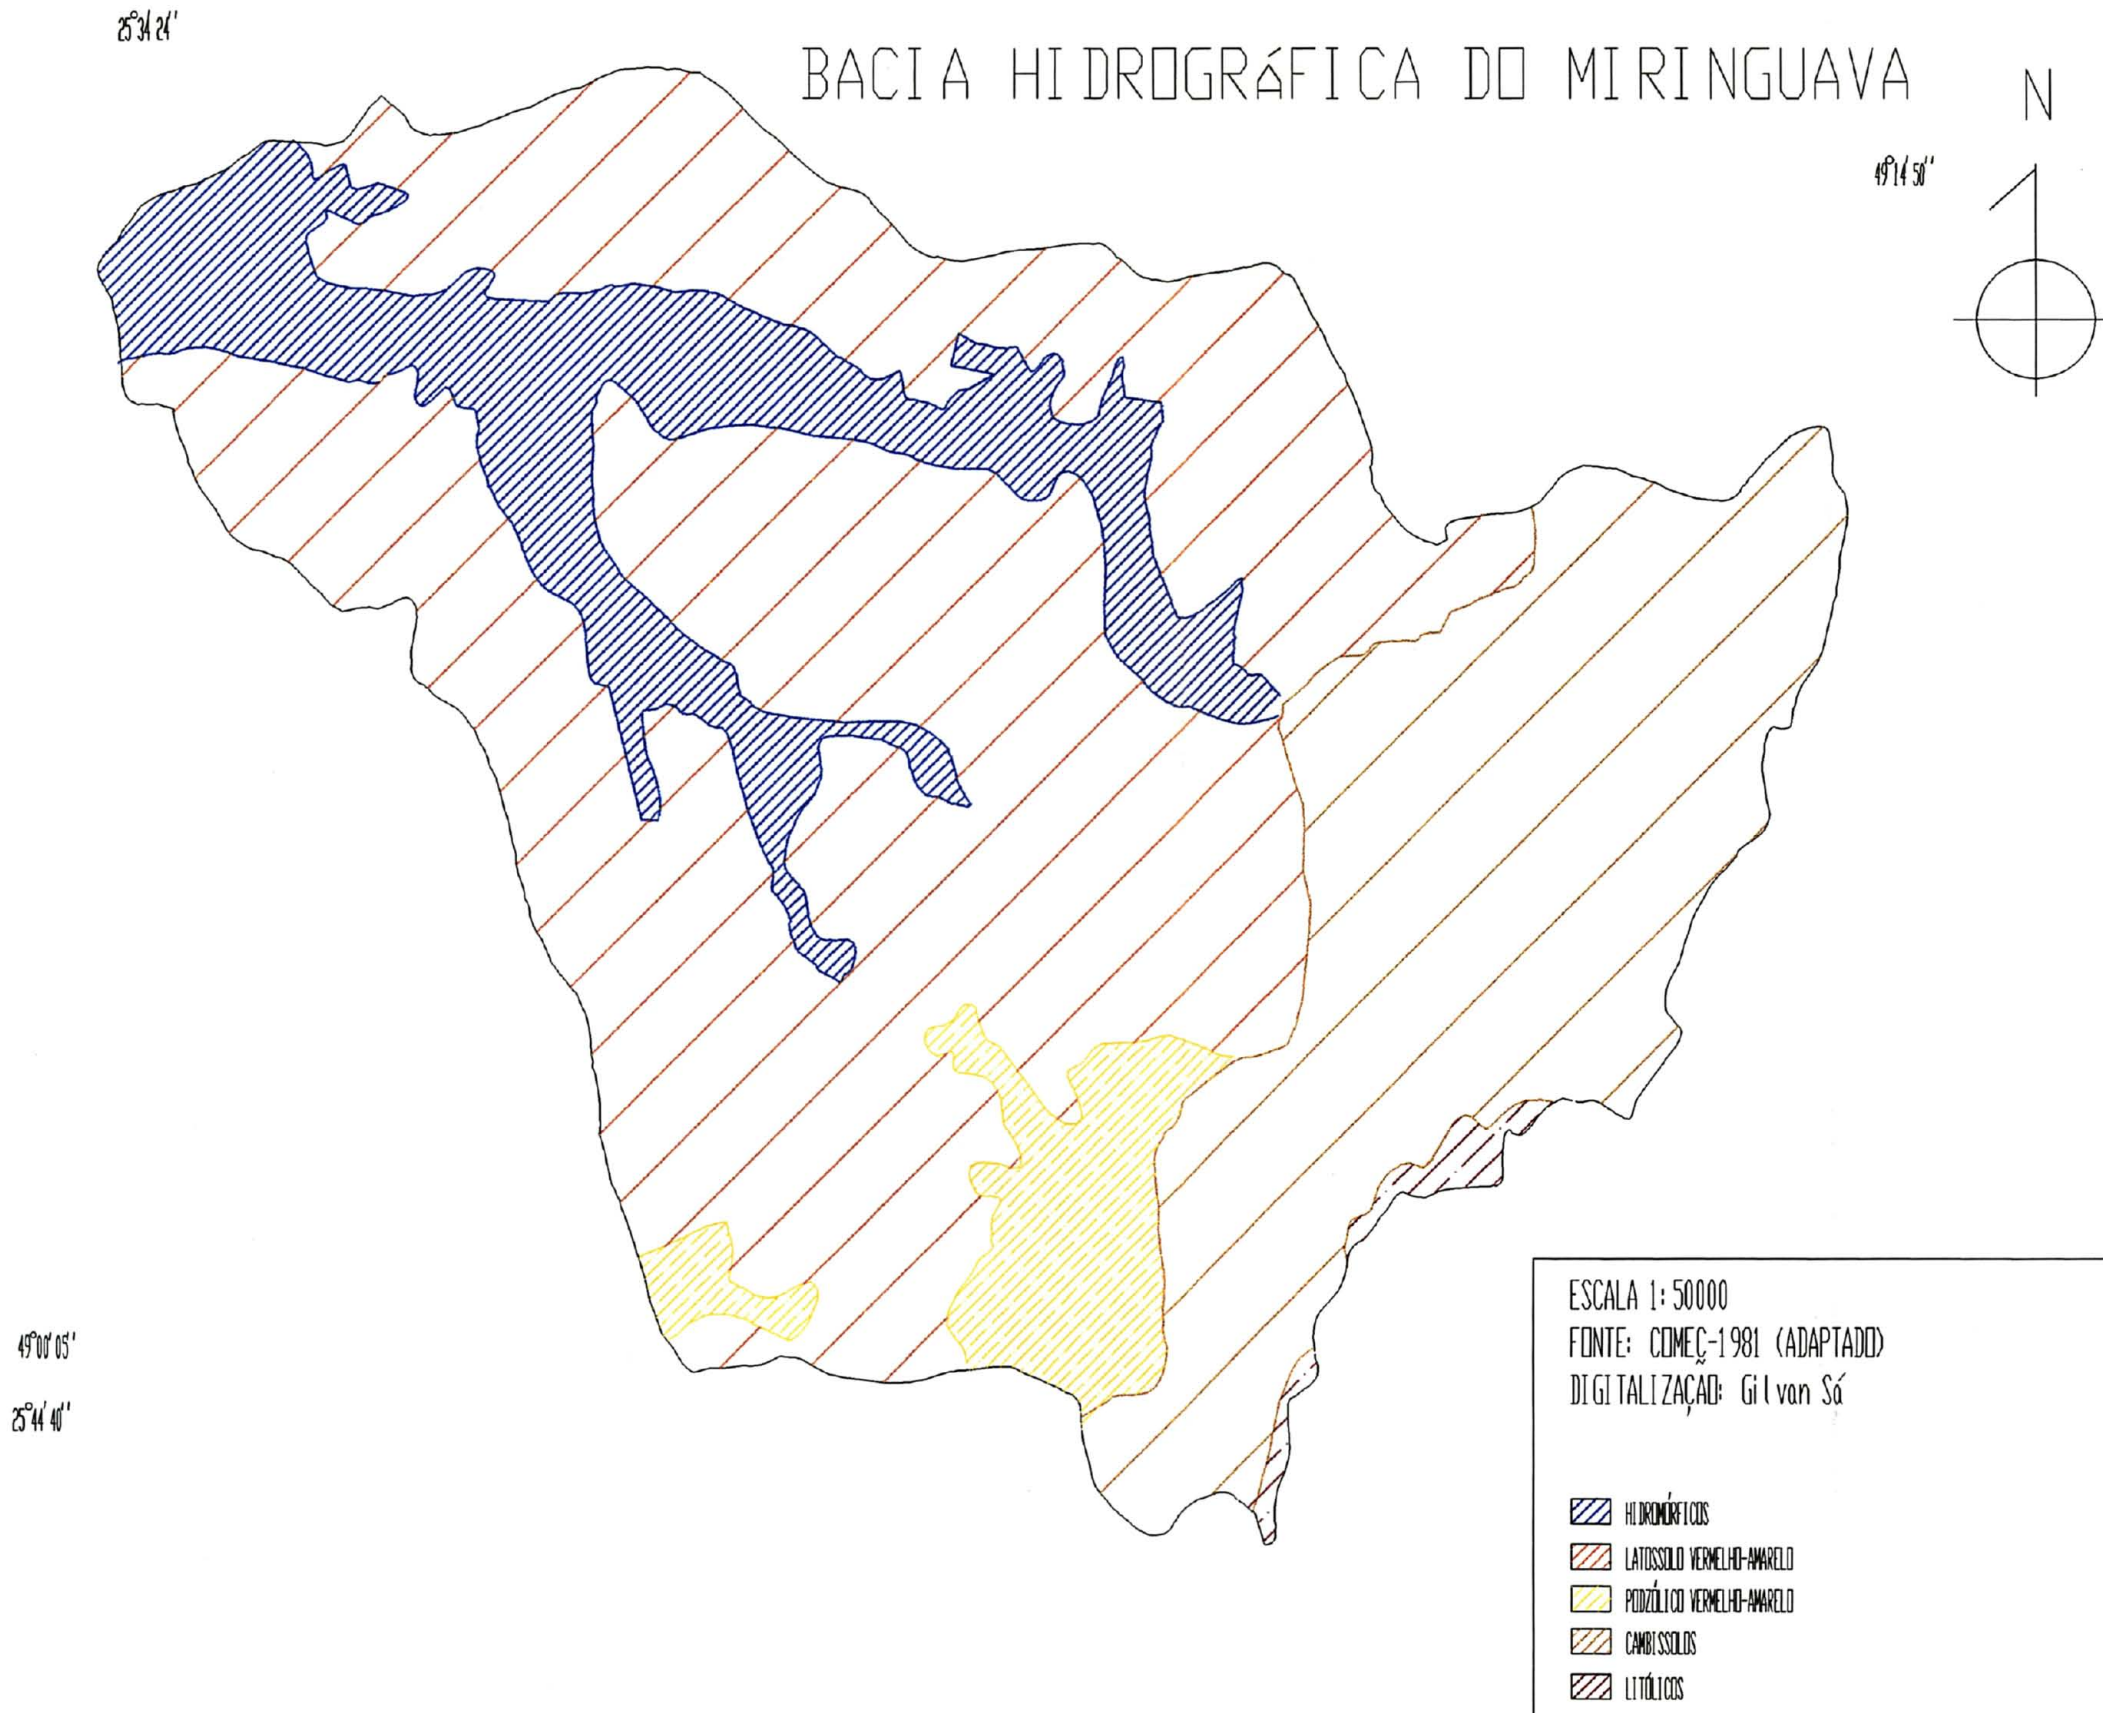 25°34'24''
BACIA HIDROGRÁFICA DO MIRINGUAVA
N
49°14'50''
49°00'05''
25°44'40''
ESCALA 1:50000
FONTE: COMEC-1981 (ADAPTADO)
DIGITALIZAÇÃO: Gilvan Sá
HIDROMÓRFICOS
LATOSSOLO VERMELHO-AMARELO
PODZÓLICO VERMELHO-AMARELO
CAMBISSOLOS
LITÓLICOS